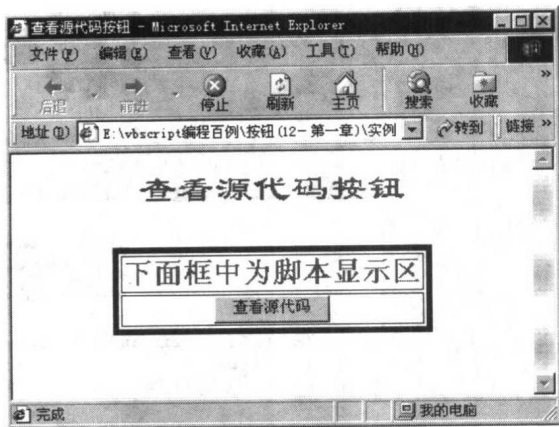 查看源代码按钮 - Microsoft Internet Explorer
文件(F) 编辑(E) 查看(V) 收藏(A) 工具(T) 帮助(H)
后退 前进 停止 刷新 主页 搜索 收藏 »
地址(D) E:\vbscript编程百例\按钮(12-第一章)\实例 转到 链接 »
查看源代码按钮
下面框中为脚本显示区
查看源代码
完成 我的电脑